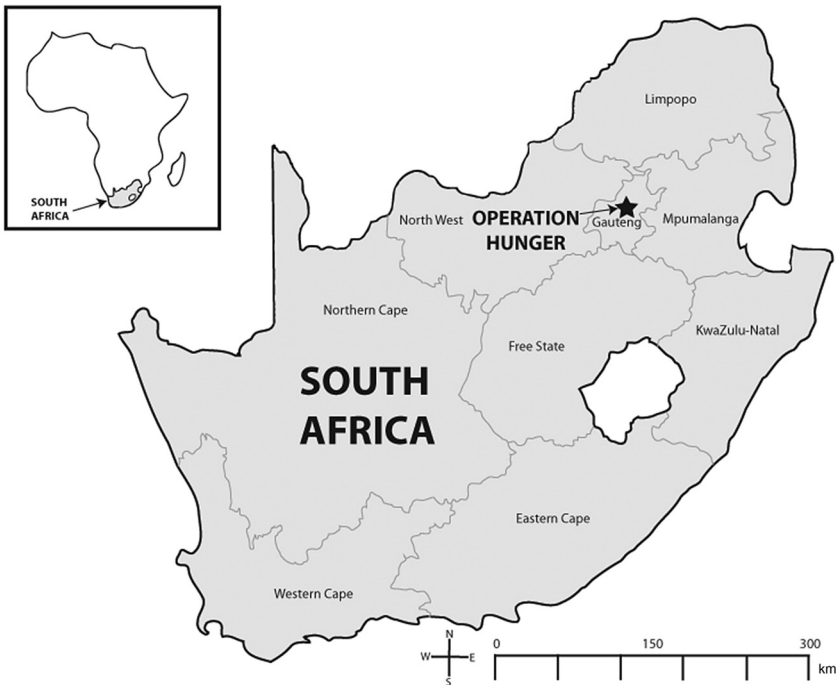 Limpopo
SOUTH
AFRICA
North West
OPERATION
HUNGER
Gauteng
Mpumalanga
Northern Cape
Free State
KwaZulu-Natal
SOUTH
AFRICA
Eastern Cape
Western Cape
N
W
E
S
0 150 300
km